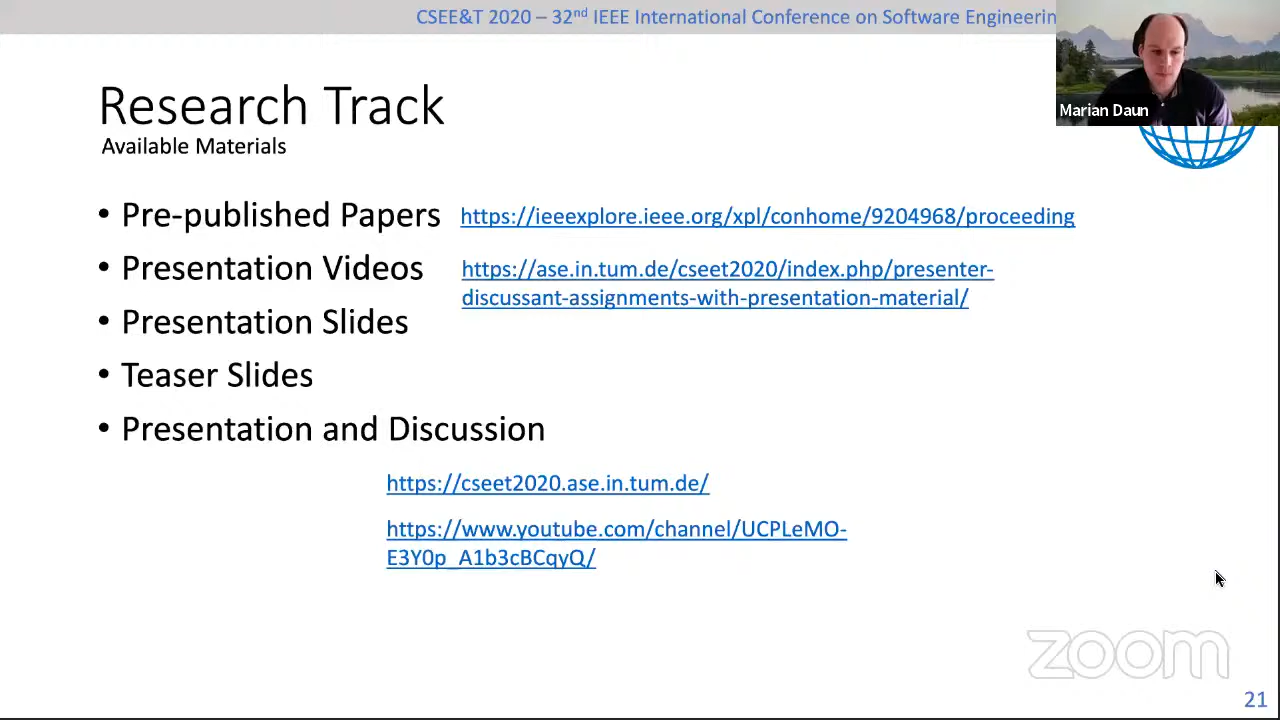 CSEE&T 2020 – 32nd IEEE International Conference on Software Engineerin
Marian Daun
Research Track
Available Materials
• Pre-published Papers https://ieeexplore.ieee.org/xpl/conhome/9204968/proceeding
• Presentation Videos https://ase.in.tum.de/cseet2020/index.php/presenter-
discussant-assignments-with-presentation-material/
• Presentation Slides
• Teaser Slides
• Presentation and Discussion
https://cseet2020.ase.in.tum.de/
https://www.youtube.com/channel/UCPLeMO-
E3Y0p_A1b3cBCqyQ/
zoom
21